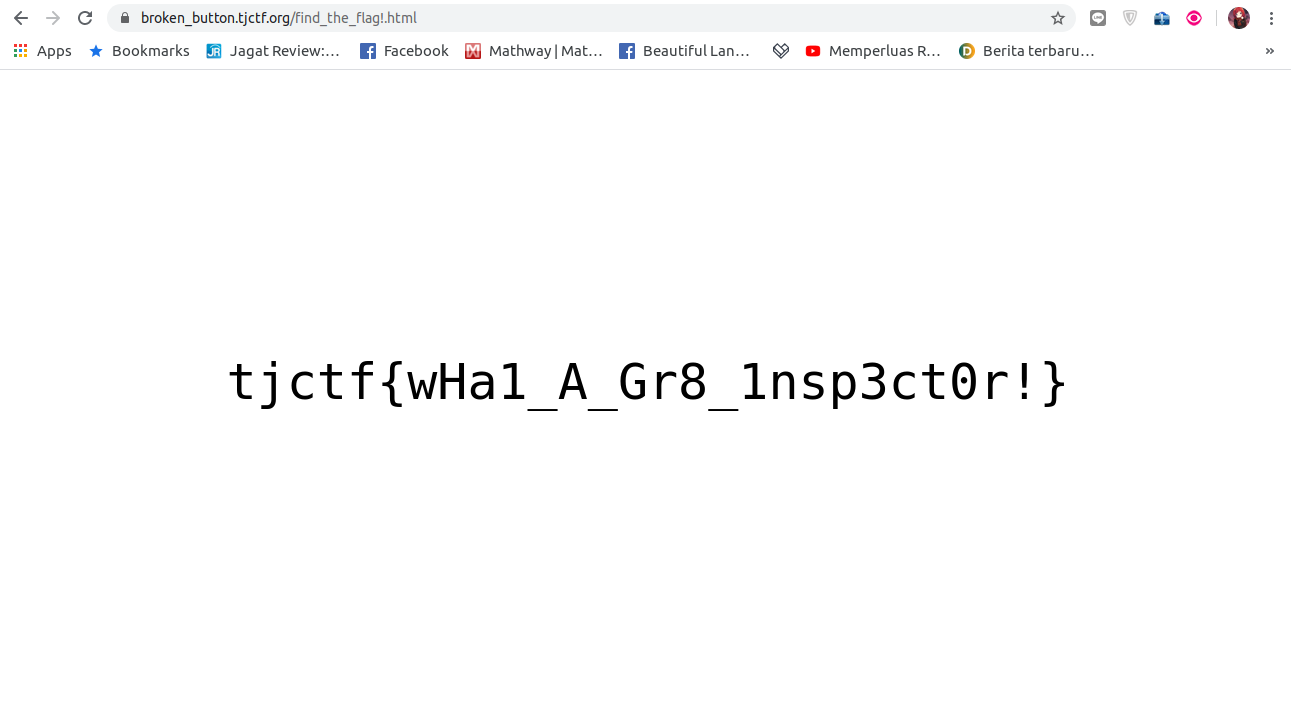 broken_button.tjctf.org/find_the_flag!.html
Apps Bookmarks Jagat Review:... Facebook Mathway | Mat... Beautiful Lan... Memperluas R... Berita terbaru... »
tjctf{wHa1_A_Gr8_1nsp3ct0r!}